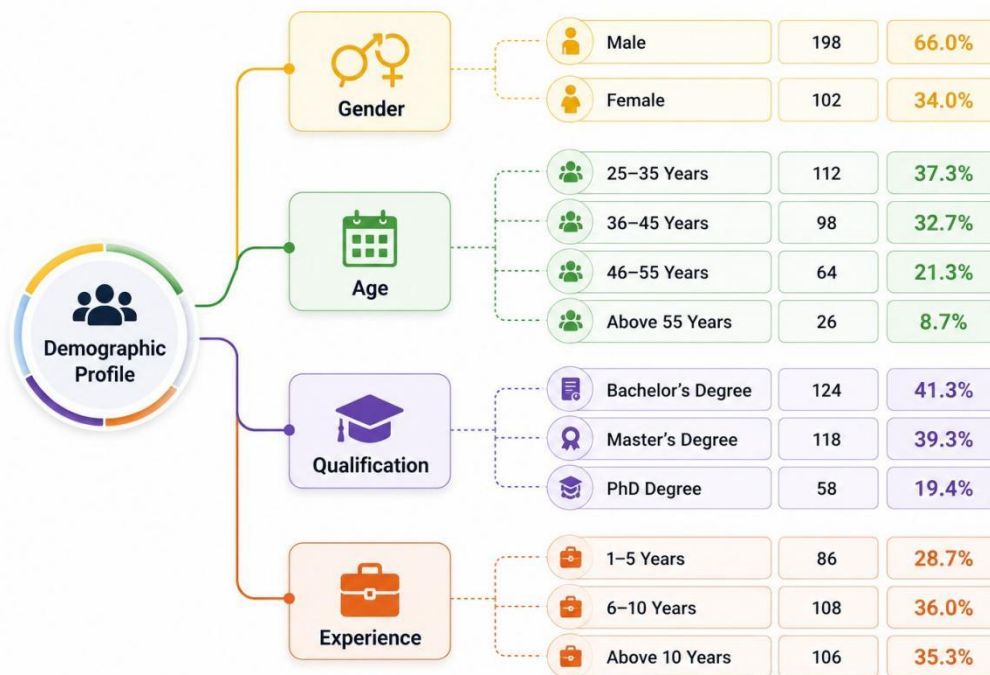 Demographic
Profile
Gender
Male 198 66.0%
Female 102 34.0%
Age
25–35 Years 112 37.3%
36–45 Years 98 32.7%
46–55 Years 64 21.3%
Above 55 Years 26 8.7%
Qualification
Bachelor’s Degree 124 41.3%
Master’s Degree 118 39.3%
PhD Degree 58 19.4%
Experience
1–5 Years 86 28.7%
6–10 Years 108 36.0%
Above 10 Years 106 35.3%